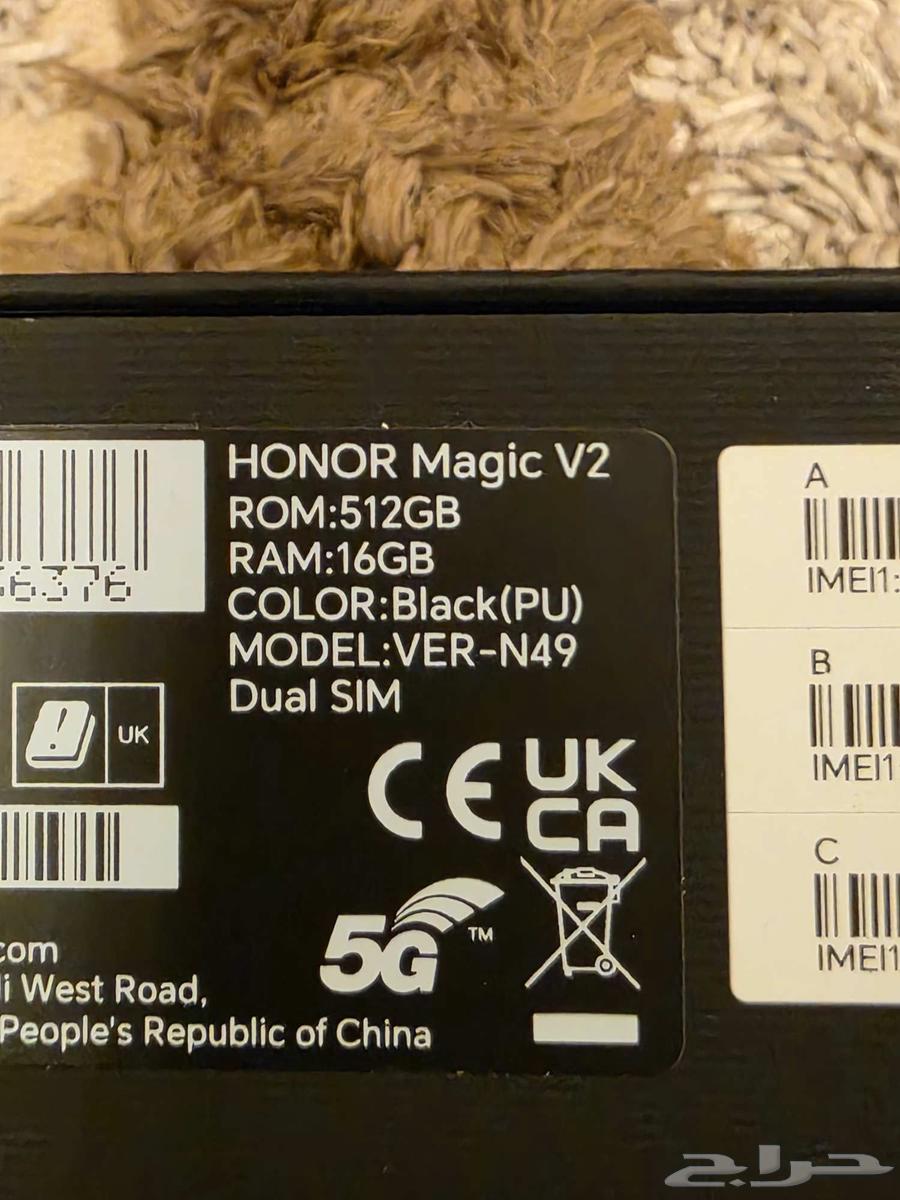 HONOR Magic V2
ROM:512GB
RAM:16GB
COLOR:Black(PU)
MODEL:VER-N49
Dual SIM
6376
UK
CE
UK
CA
5G™
.com
West Road,
People's Republic of China
A
IMEI1:
B
IMEI1
C
IMEI1
حراج